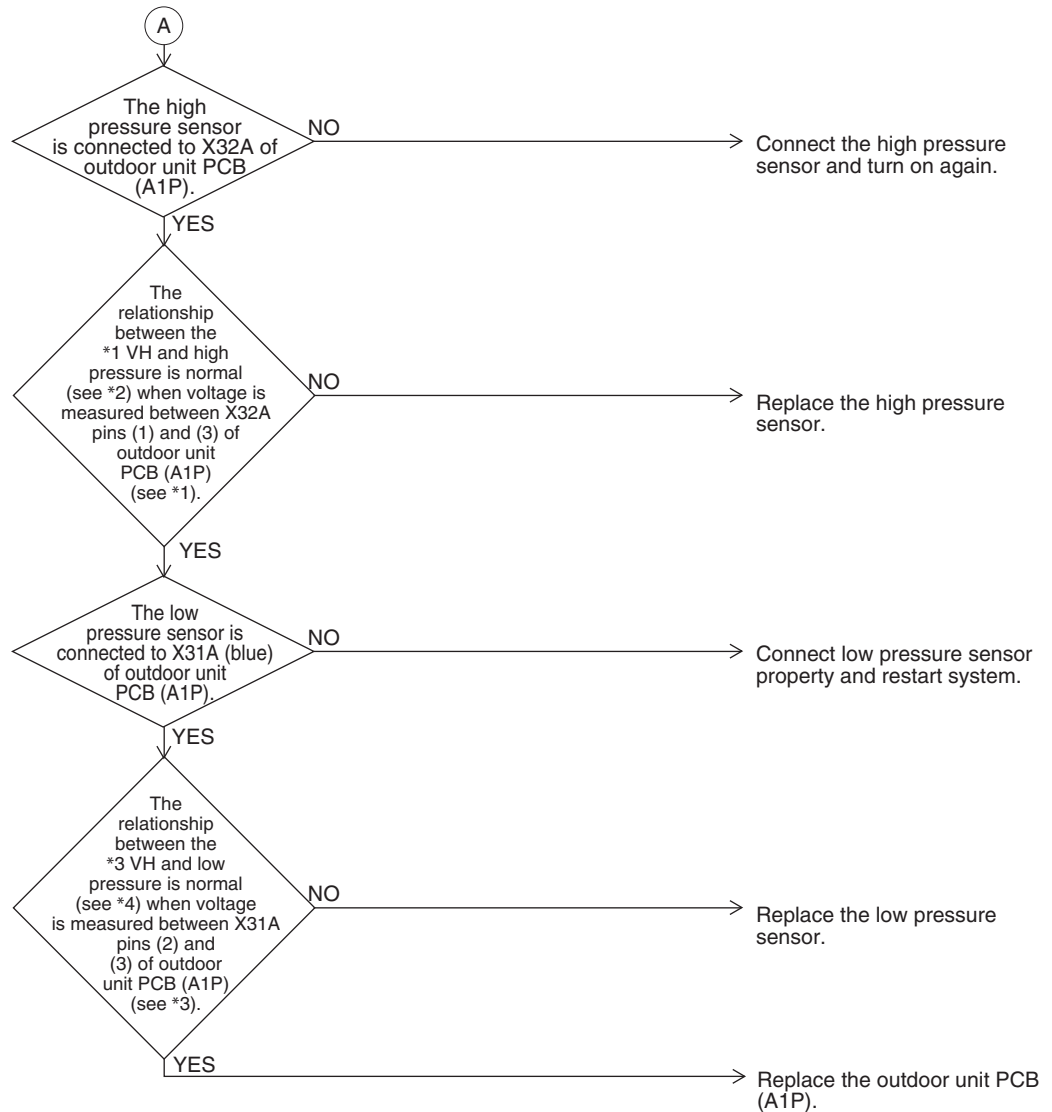 A
The high
pressure sensor
is connected to X32A of
outdoor unit PCB
(A1P).
NO
Connect the high pressure
sensor and turn on again.
YES
The
relationship
between the
*1 VH and high
pressure is normal
(see *2) when voltage is
measured between X32A
pins (1) and (3) of
outdoor unit
PCB (A1P)
(see *1).
NO
Replace the high pressure
sensor.
YES
The low
pressure sensor is
connected to X31A (blue)
of outdoor unit
PCB (A1P).
NO
Connect low pressure sensor
property and restart system.
YES
The
relationship
between the
*3 VH and low
pressure is normal
(see *4) when voltage
is measured between X31A
pins (2) and
(3) of outdoor
unit PCB (A1P)
(see *3).
NO
Replace the low pressure
sensor.
YES
Replace the outdoor unit PCB
(A1P).